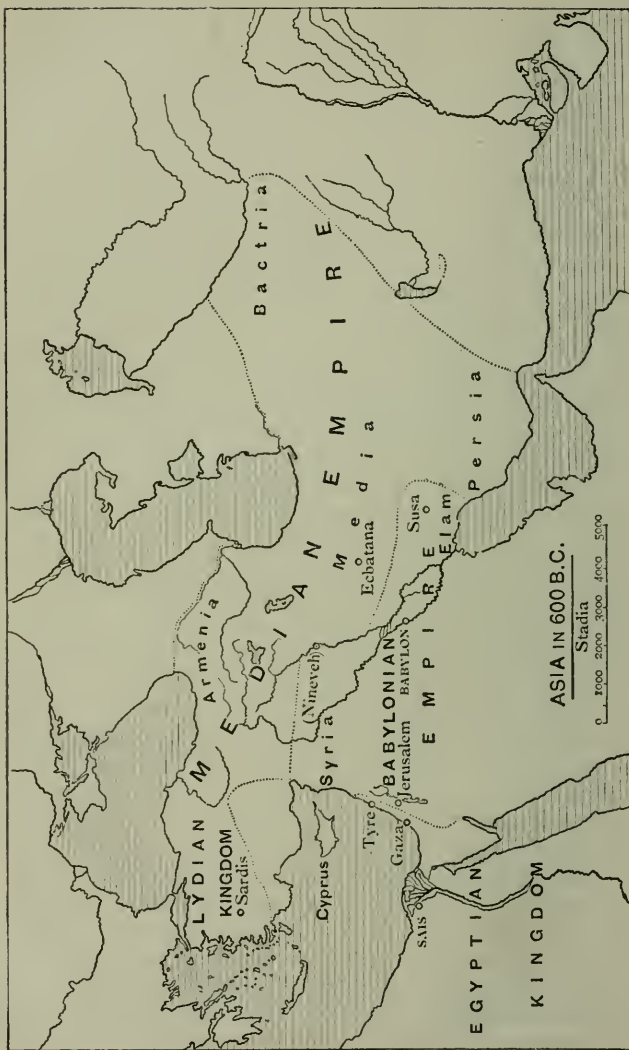 Bactria
MEDIAN EMPIRE
Armenia
Media
Ecbatana
Persia
Susa
Elam
(Nineveh)
Syria
LYDIAN
KINGDOM
Sardis
Cyprus
BABYLONIAN
EMPIRE
BABYLON
Tyre
Jerusalem
Gaza
SAIS
EGYPTIAN
KINGDOM
ASIA IN 600 B.C.
Stadia
0 1000 2000 3000 4000 5000